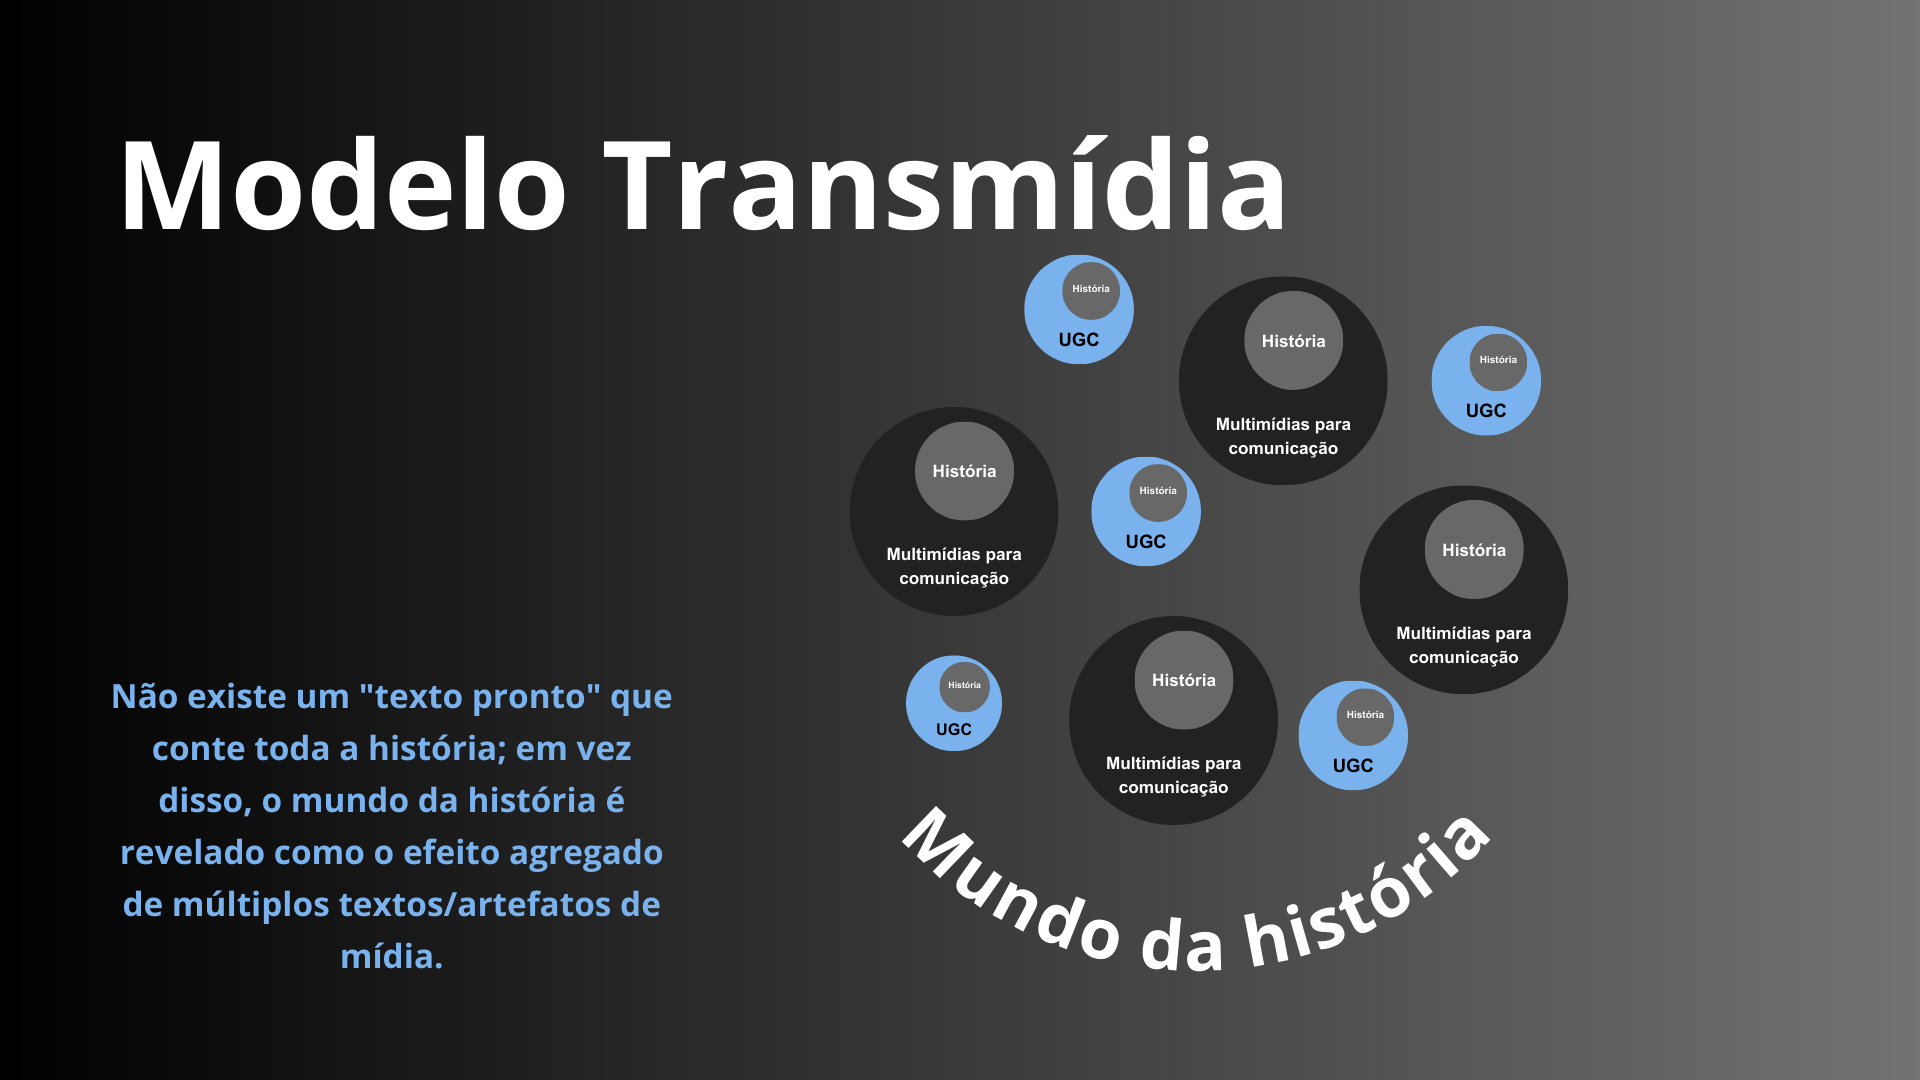 Modelo Transmídia
História
UGC
História
Multimídias para
comunicação
História
UGC
História
Multimídias para
comunicação
História
UGC
História
Multimídias para
comunicação
História
UGC
História
Multimídias para
comunicação
História
UGC
Não existe um "texto pronto" que
conte toda a história; em vez
disso, o mundo da história é
revelado como o efeito agregado
de múltiplos textos/artefatos de
mídia.
Mundo da história